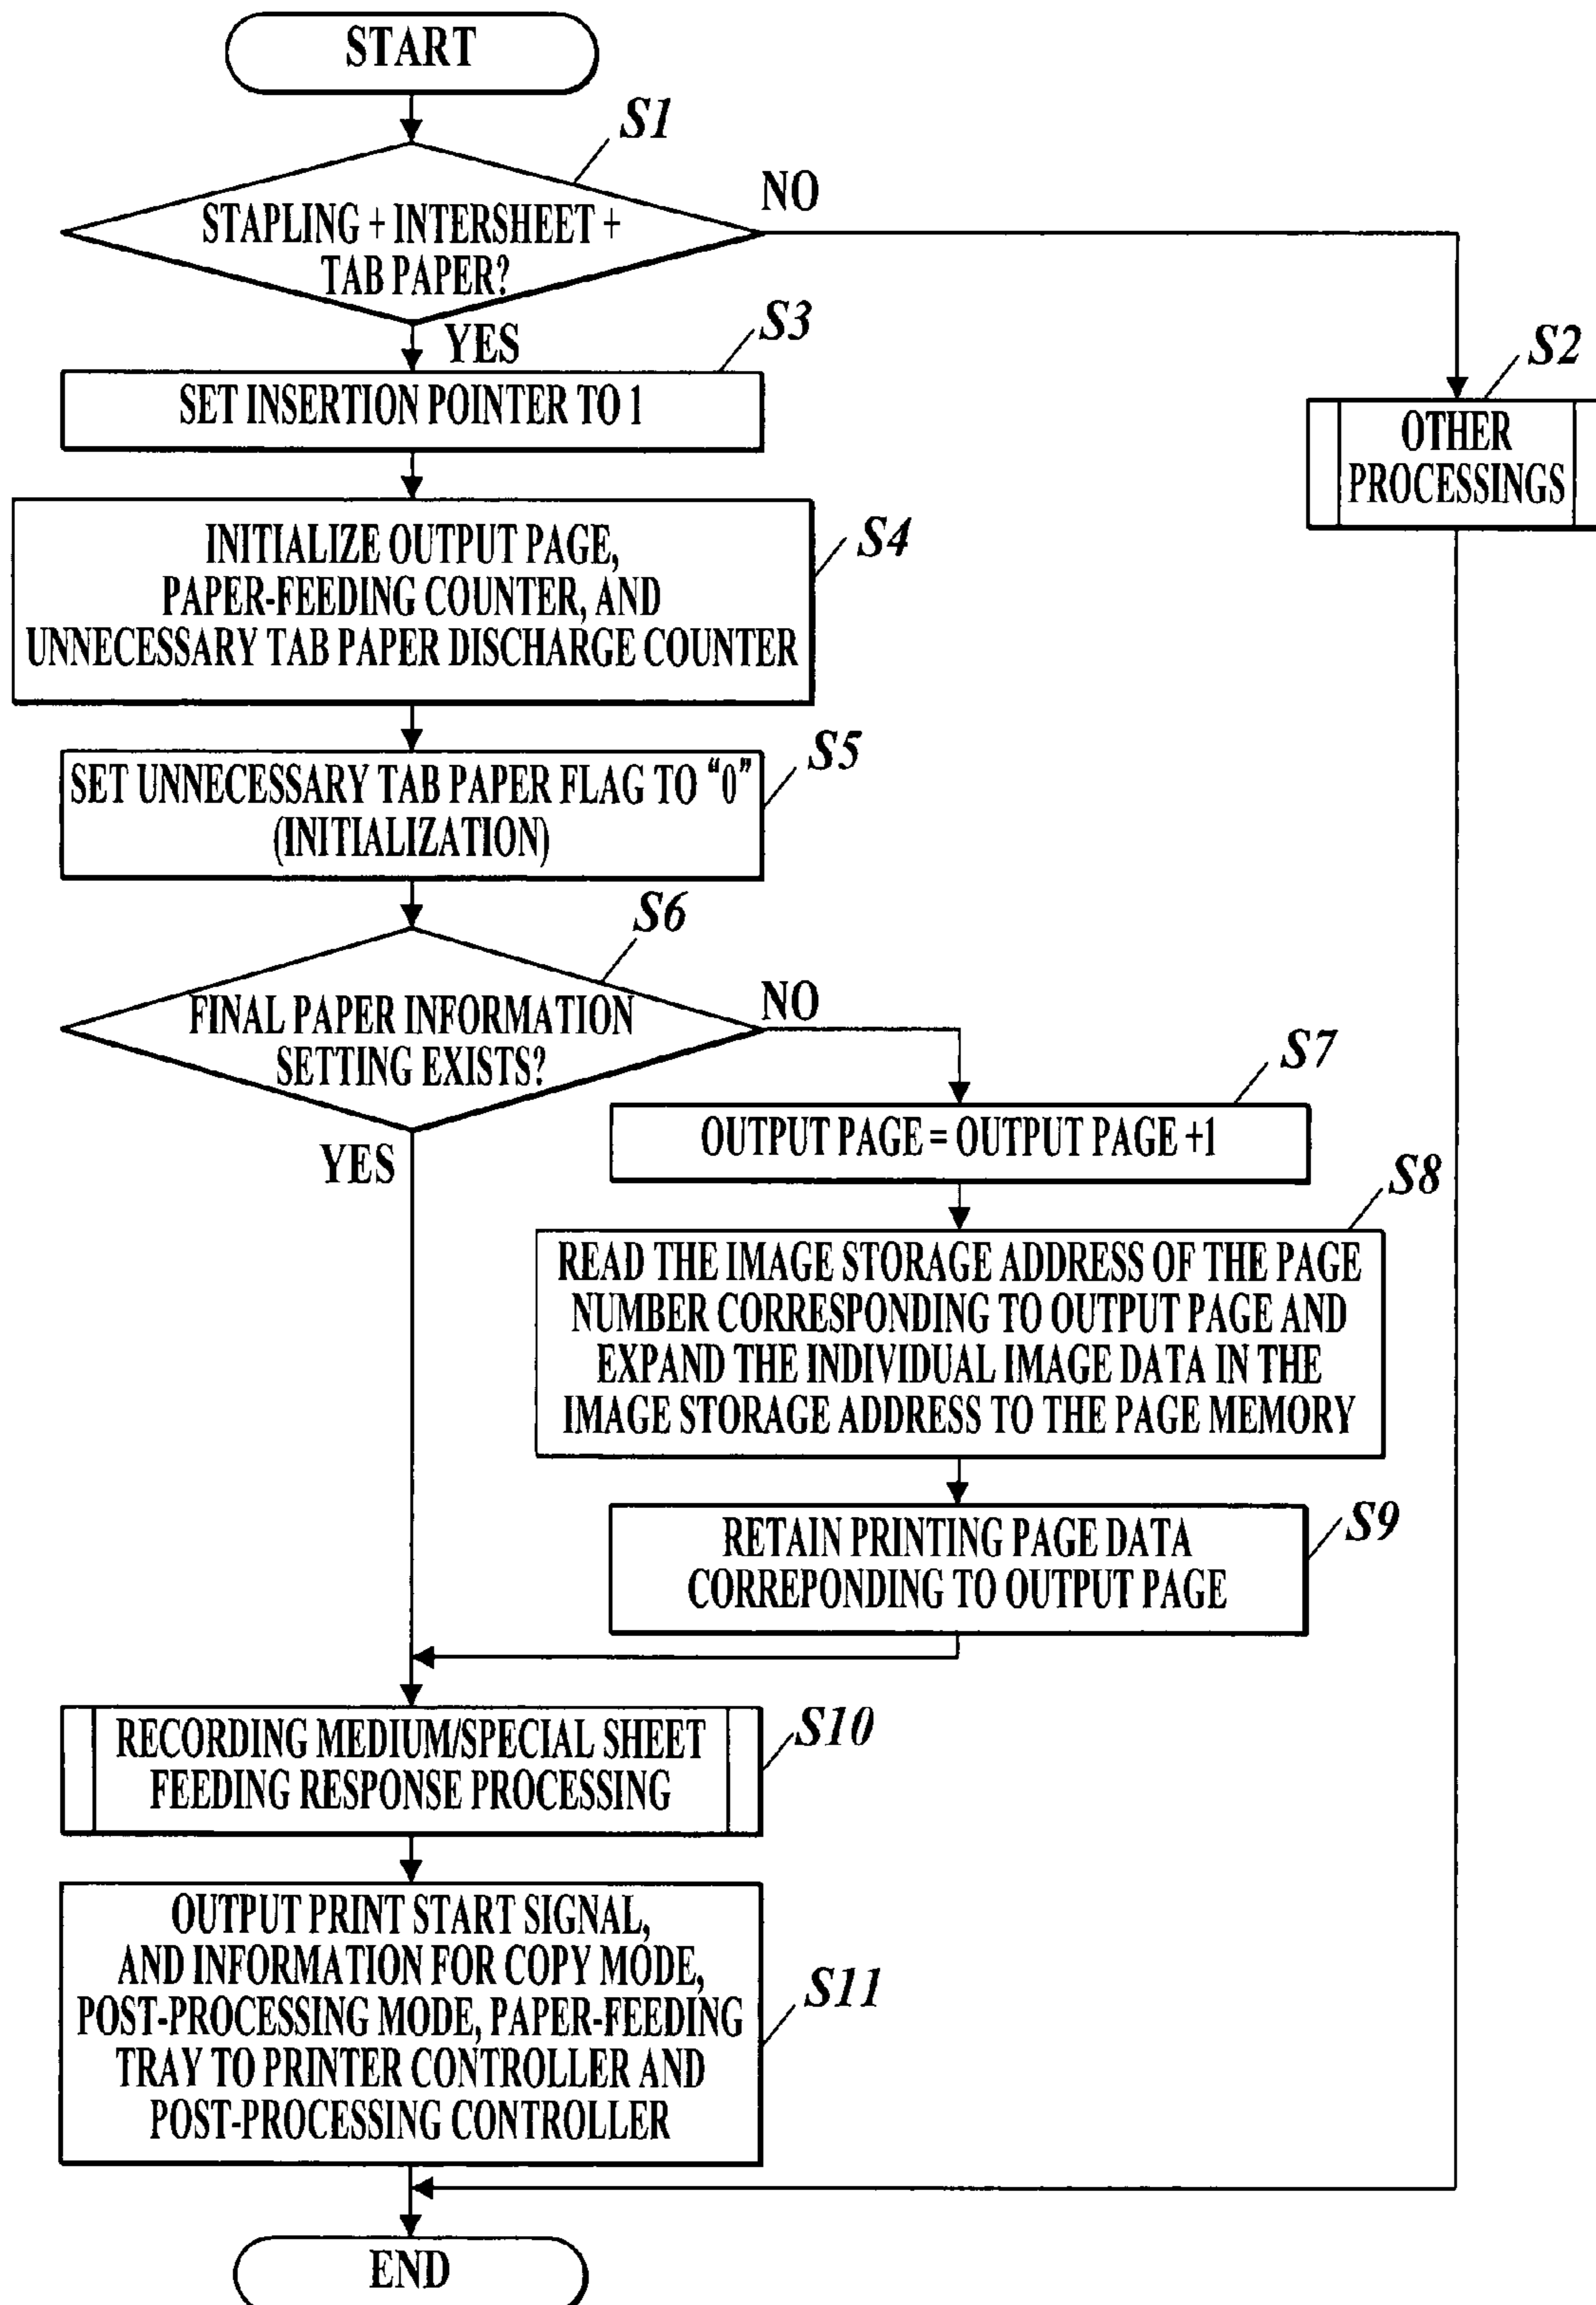 START
S1
STAPLING + INTERSHEET +
TAB PAPER?
NO
YES
S3
SET INSERTION POINTER TO 1
S2
OTHER
PROCESSINGS
INITIALIZE OUTPUT PAGE,
PAPER-FEEDING COUNTER, AND
UNNECESSARY TAB PAPER DISCHARGE COUNTER
S4
SET UNNECESSARY TAB PAPER FLAG TO “0”
(INITIALIZATION)
S5
S6
FINAL PAPER INFORMATION
SETTING EXISTS?
NO
YES
S7
OUTPUT PAGE = OUTPUT PAGE +1
S8
READ THE IMAGE STORAGE ADDRESS OF THE PAGE
NUMBER CORRESPONDING TO OUTPUT PAGE AND
EXPAND THE INDIVIDUAL IMAGE DATA IN THE
IMAGE STORAGE ADDRESS TO THE PAGE MEMORY
RETAIN PRINTING PAGE DATA
CORREPONDING TO OUTPUT PAGE
S9
RECORDING MEDIUM/SPECIAL SHEET
FEEDING RESPONSE PROCESSING
S10
OUTPUT PRINT START SIGNAL,
AND INFORMATION FOR COPY MODE,
POST-PROCESSING MODE, PAPER-FEEDING
TRAY TO PRINTER CONTROLLER AND
POST-PROCESSING CONTROLLER
S11
END